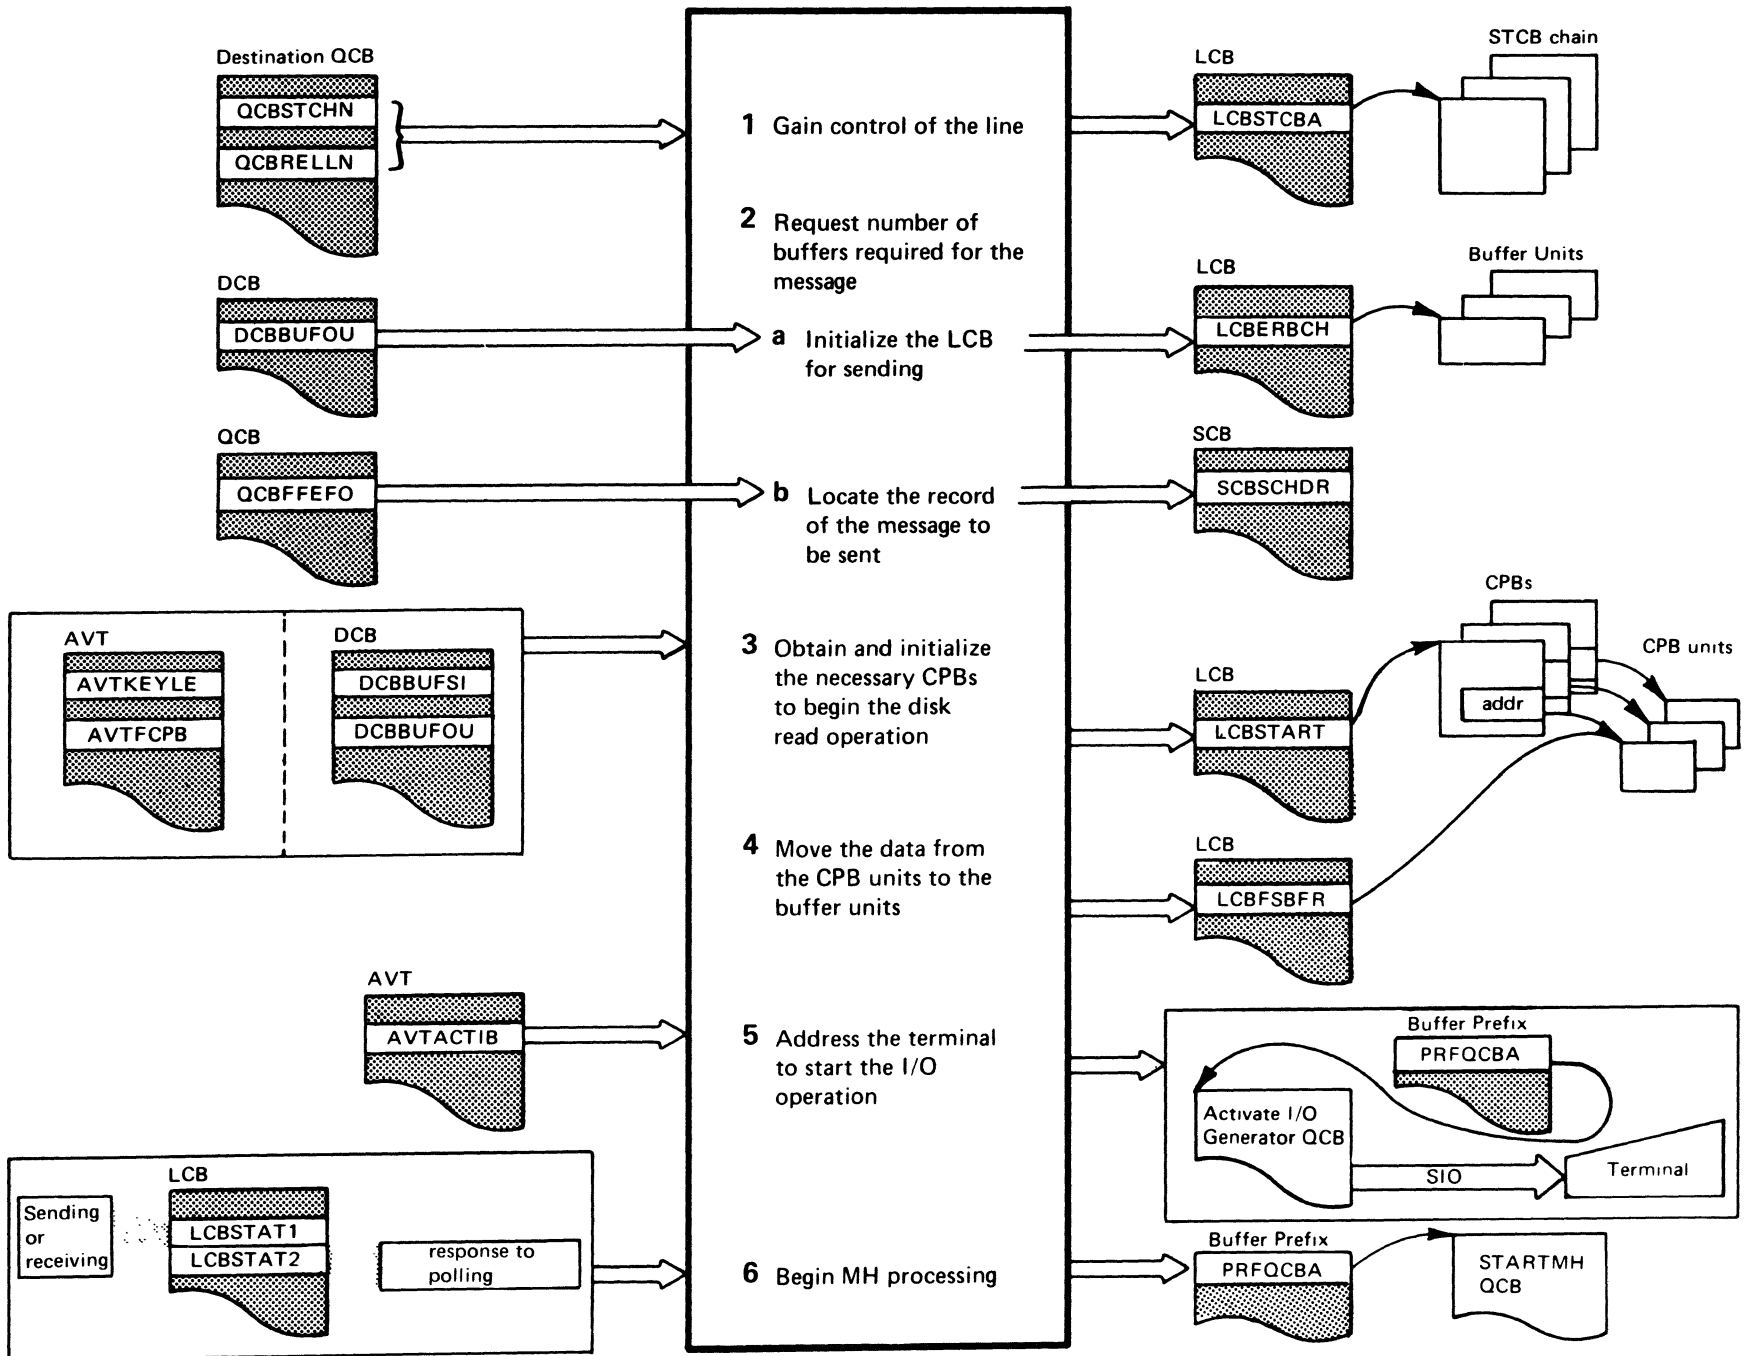 Destination QCB
QCBSTCHN
QCBRELLN
1 Gain control of the line
LCB
LCBSTCBA
STCB chain
2 Request number of
buffers required for the
message
DCB
DCBBUFOU
a Initialize the LCB
for sending
LCB
LCBERBCH
Buffer Units
QCB
QCBFFEFO
b Locate the record
of the message to
be sent
SCB
SCBSCHDR
AVT
AVTKEYLE
AVTFCPB
DCB
DCBBUFSI
DCBBUFOU
3 Obtain and initialize
the necessary CPBs
to begin the disk
read operation
LCB
LCBSTART
CPBs
addr
CPB units
4 Move the data from
the CPB units to the
buffer units
LCB
LCBFSBFR
AVT
AVTACTIB
5 Address the terminal
to start the I/O
operation
Buffer Prefix
PRFQCBA
Activate I/O
Generator QCB
SIO
Terminal
Sending
or
receiving
LCB
LCBSTAT1
LCBSTAT2
response to
polling
6 Begin MH processing
Buffer Prefix
PRFQCBA
STARTMH
QCB